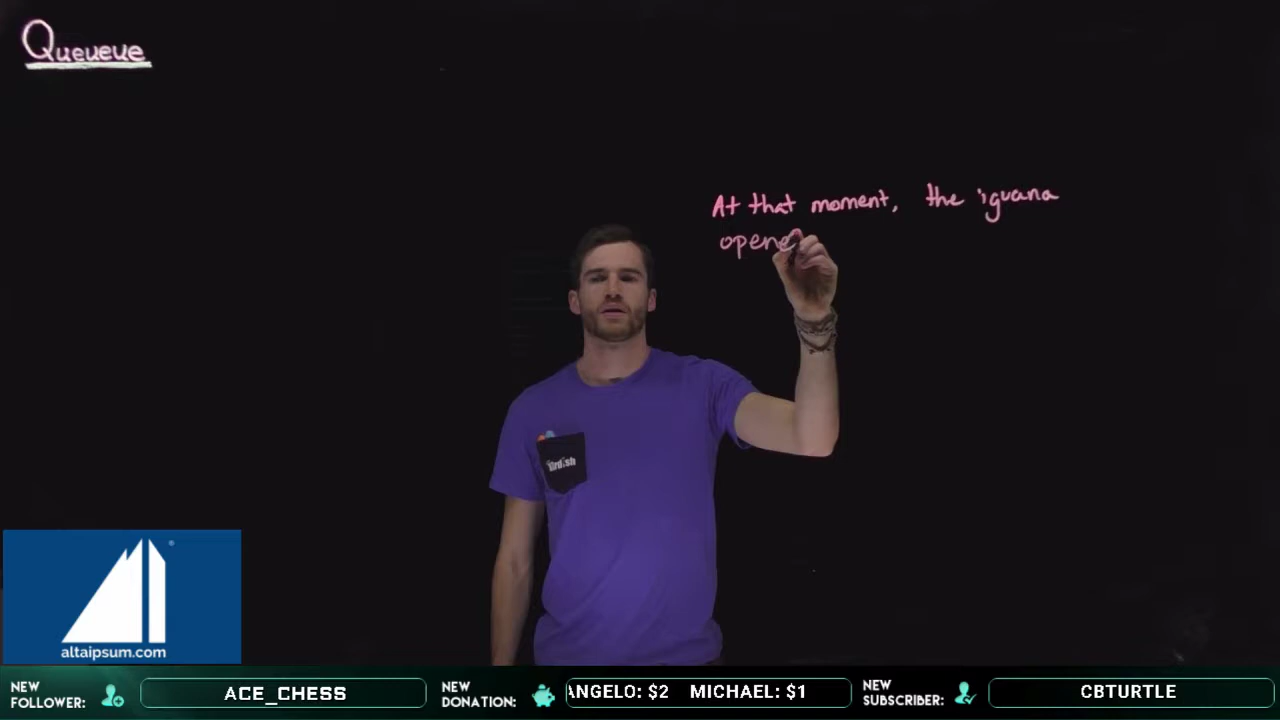 Queueue
At that moment, the iguana
opene
altaipsum.com
NEW FOLLOWER:
ACE_CHESS
NEW DONATION:
ANGELO: $2 MICHAEL: $1
NEW SUBSCRIBER:
CBTURTLE